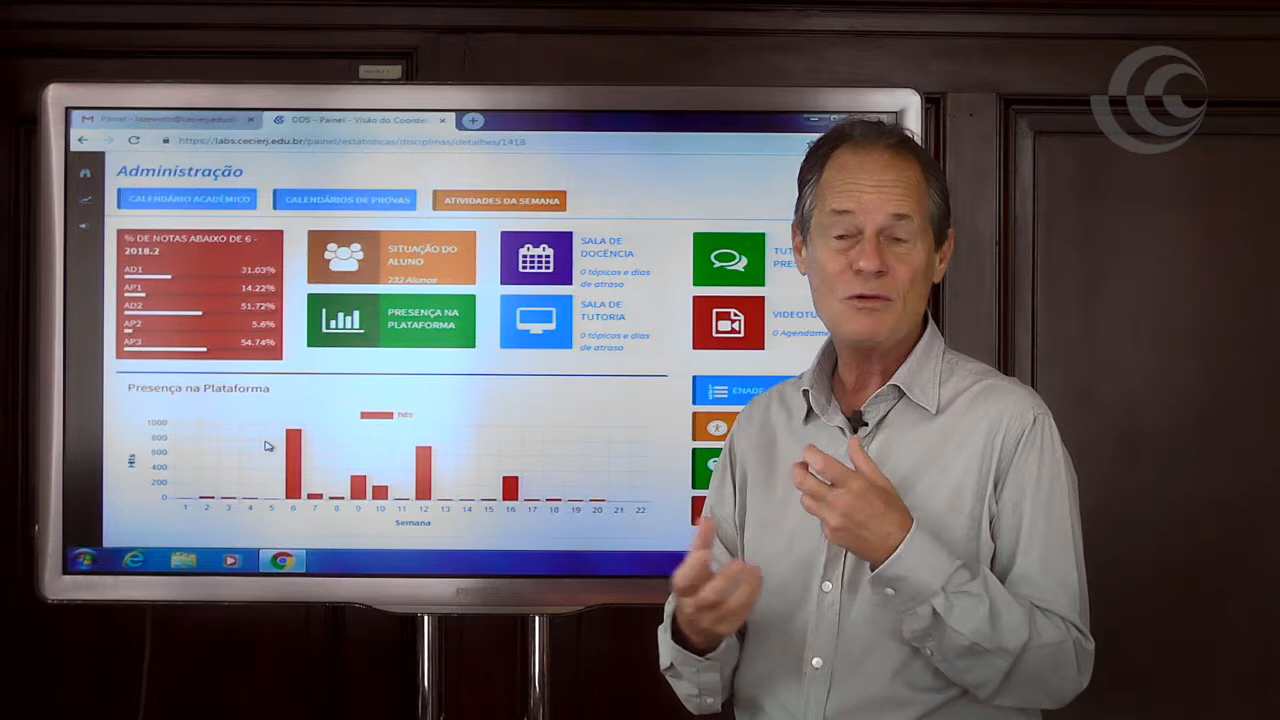 DDS - Painel - Visão do Coorde
https://labs.cecierj.edu.br/painel/estatisticas/disciplinas/detalhes/1418
Administração
CALENDÁRIO ACADÊMICO
CALENDÁRIOS DE PROVAS
ATIVIDADES DA SEMANA
% DE NOTAS ABAIXO DE 6 -
2018.2
AD1 31.03%
AP1 14.22%
AD2 51.72%
AP2 5.6%
AP3 54.74%
SITUAÇÃO DO
ALUNO
232 Alunos
PRESENÇA NA
PLATAFORMA
SALA DE
DOCÊNCIA
0 tópicos e dias
de atraso
SALA DE
TUTORIA
0 tópicos e dias
de atraso
TUT
PRES
VIDEOTU
0 Agendame
ENADE
Presença na Plataforma
hits
1000
800
600
400
200
0
Hits
1 2 3 4 5 6 7 8 9 10 11 12 13 14 15 16 17 18 19 20 21 22
Semana